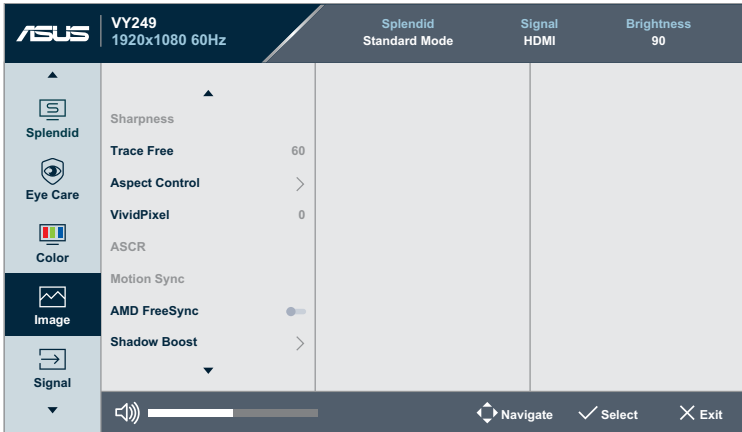 ASUS
VY249
1920x1080 60Hz
Splendid
Standard Mode
Signal
HDMI
Brightness
90
Splendid
Eye Care
Color
Image
Signal
Sharpness
Trace Free 60
Aspect Control
VividPixel 0
ASCR
Motion Sync
AMD FreeSync
Shadow Boost
Navigate
Select
Exit